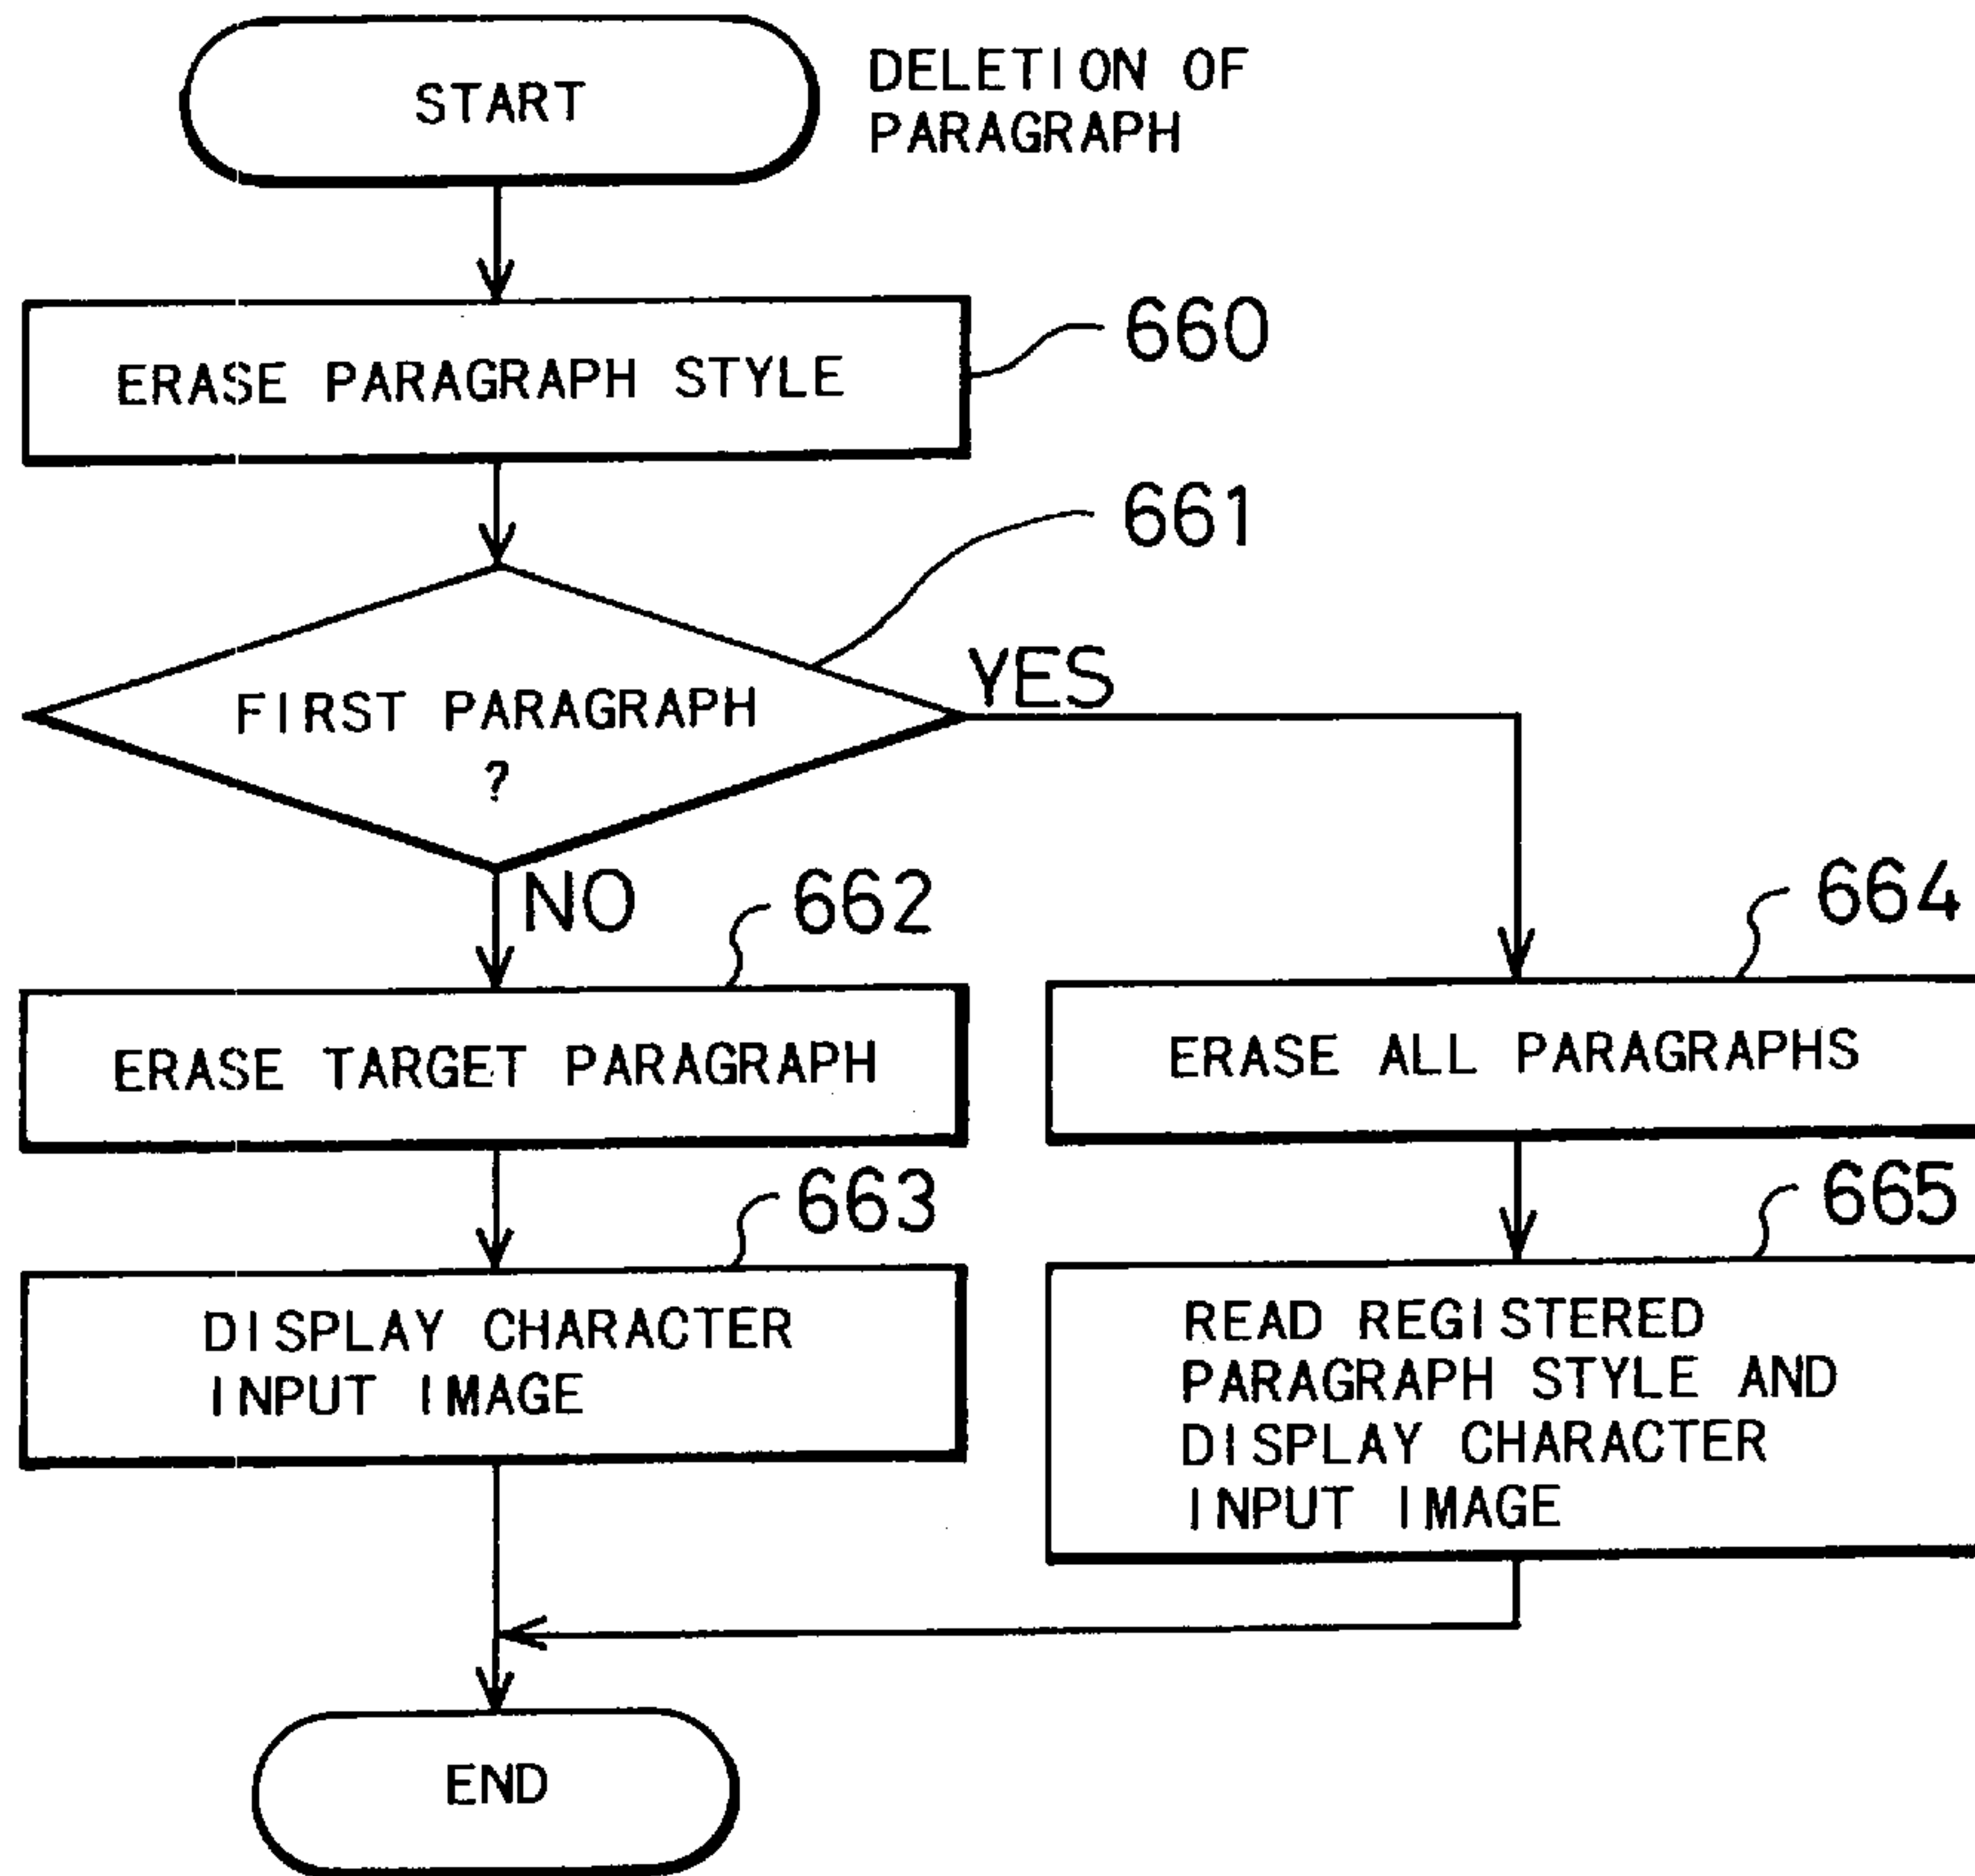 START
DELETION OF
PARAGRAPH
ERASE PARAGRAPH STYLE
660
661
FIRST PARAGRAPH
?
YES
NO
662
664
ERASE TARGET PARAGRAPH
ERASE ALL PARAGRAPHS
663
665
DISPLAY CHARACTER
INPUT IMAGE
READ REGISTERED
PARAGRAPH STYLE AND
DISPLAY CHARACTER
INPUT IMAGE
END